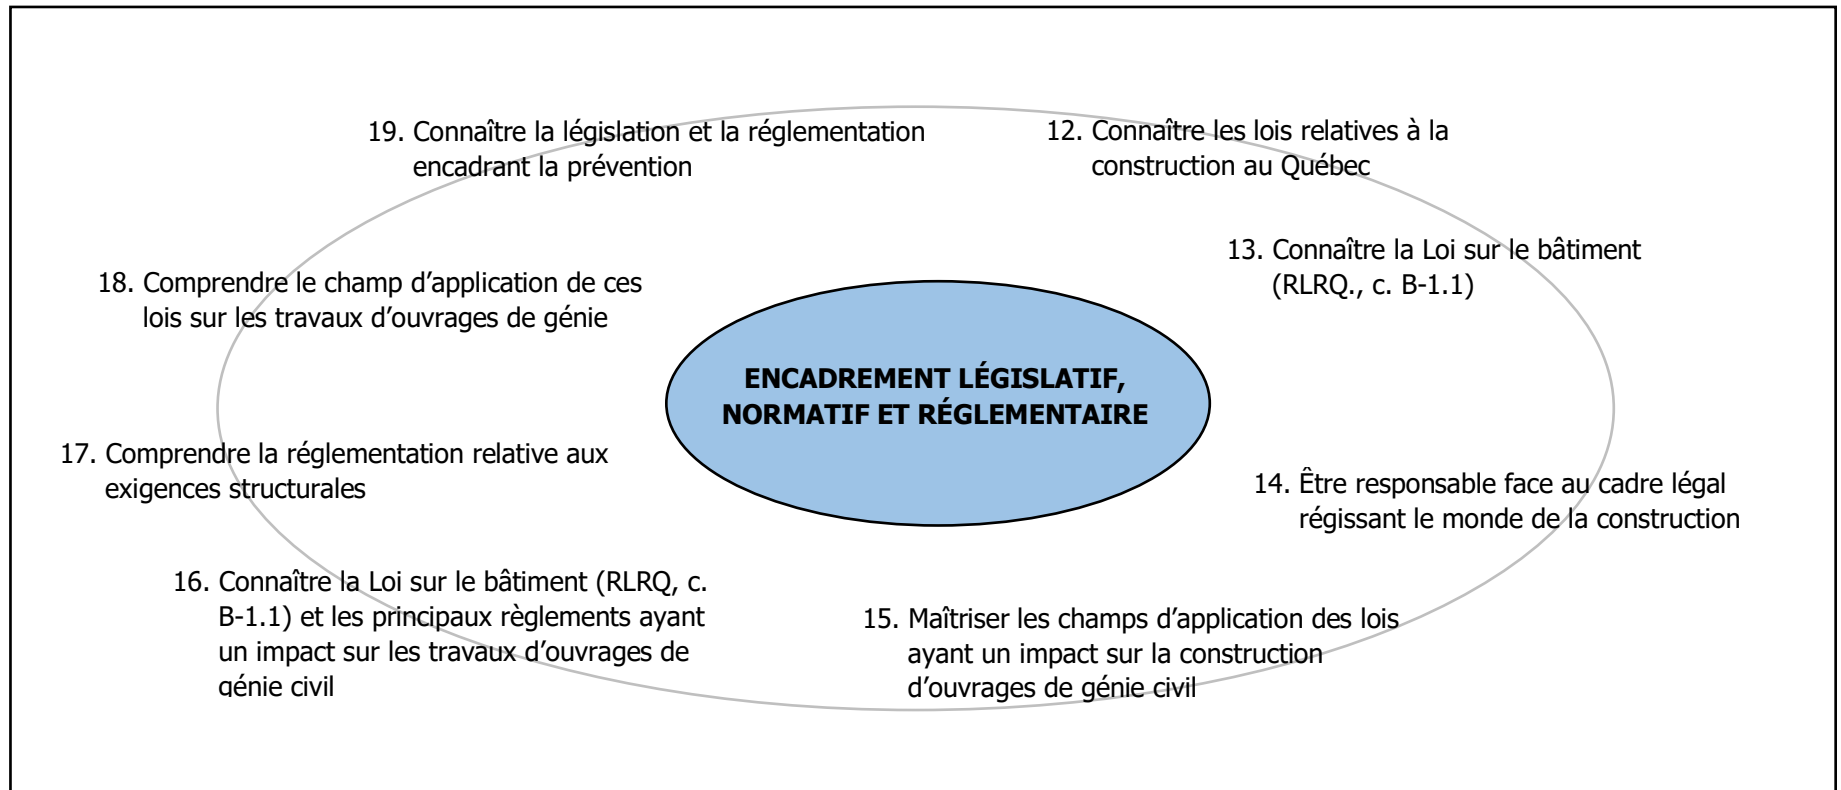 19. Connaître la législation et la réglementation
encadrant la prévention
12. Connaître les lois relatives à la
construction au Québec
13. Connaître la Loi sur le bâtiment
(RLRQ., c. B-1.1)
18. Comprendre le champ d’application de ces
lois sur les travaux d’ouvrages de génie
ENCADREMENT LÉGISLATIF,
NORMATIF ET RÉGLEMENTAIRE
17. Comprendre la réglementation relative aux
exigences structurales
14. Être responsable face au cadre légal
régissant le monde de la construction
16. Connaître la Loi sur le bâtiment (RLRQ, c.
B-1.1) et les principaux règlements ayant
un impact sur les travaux d’ouvrages de
génie civil
15. Maîtriser les champs d’application des lois
ayant un impact sur la construction
d’ouvrages de génie civil